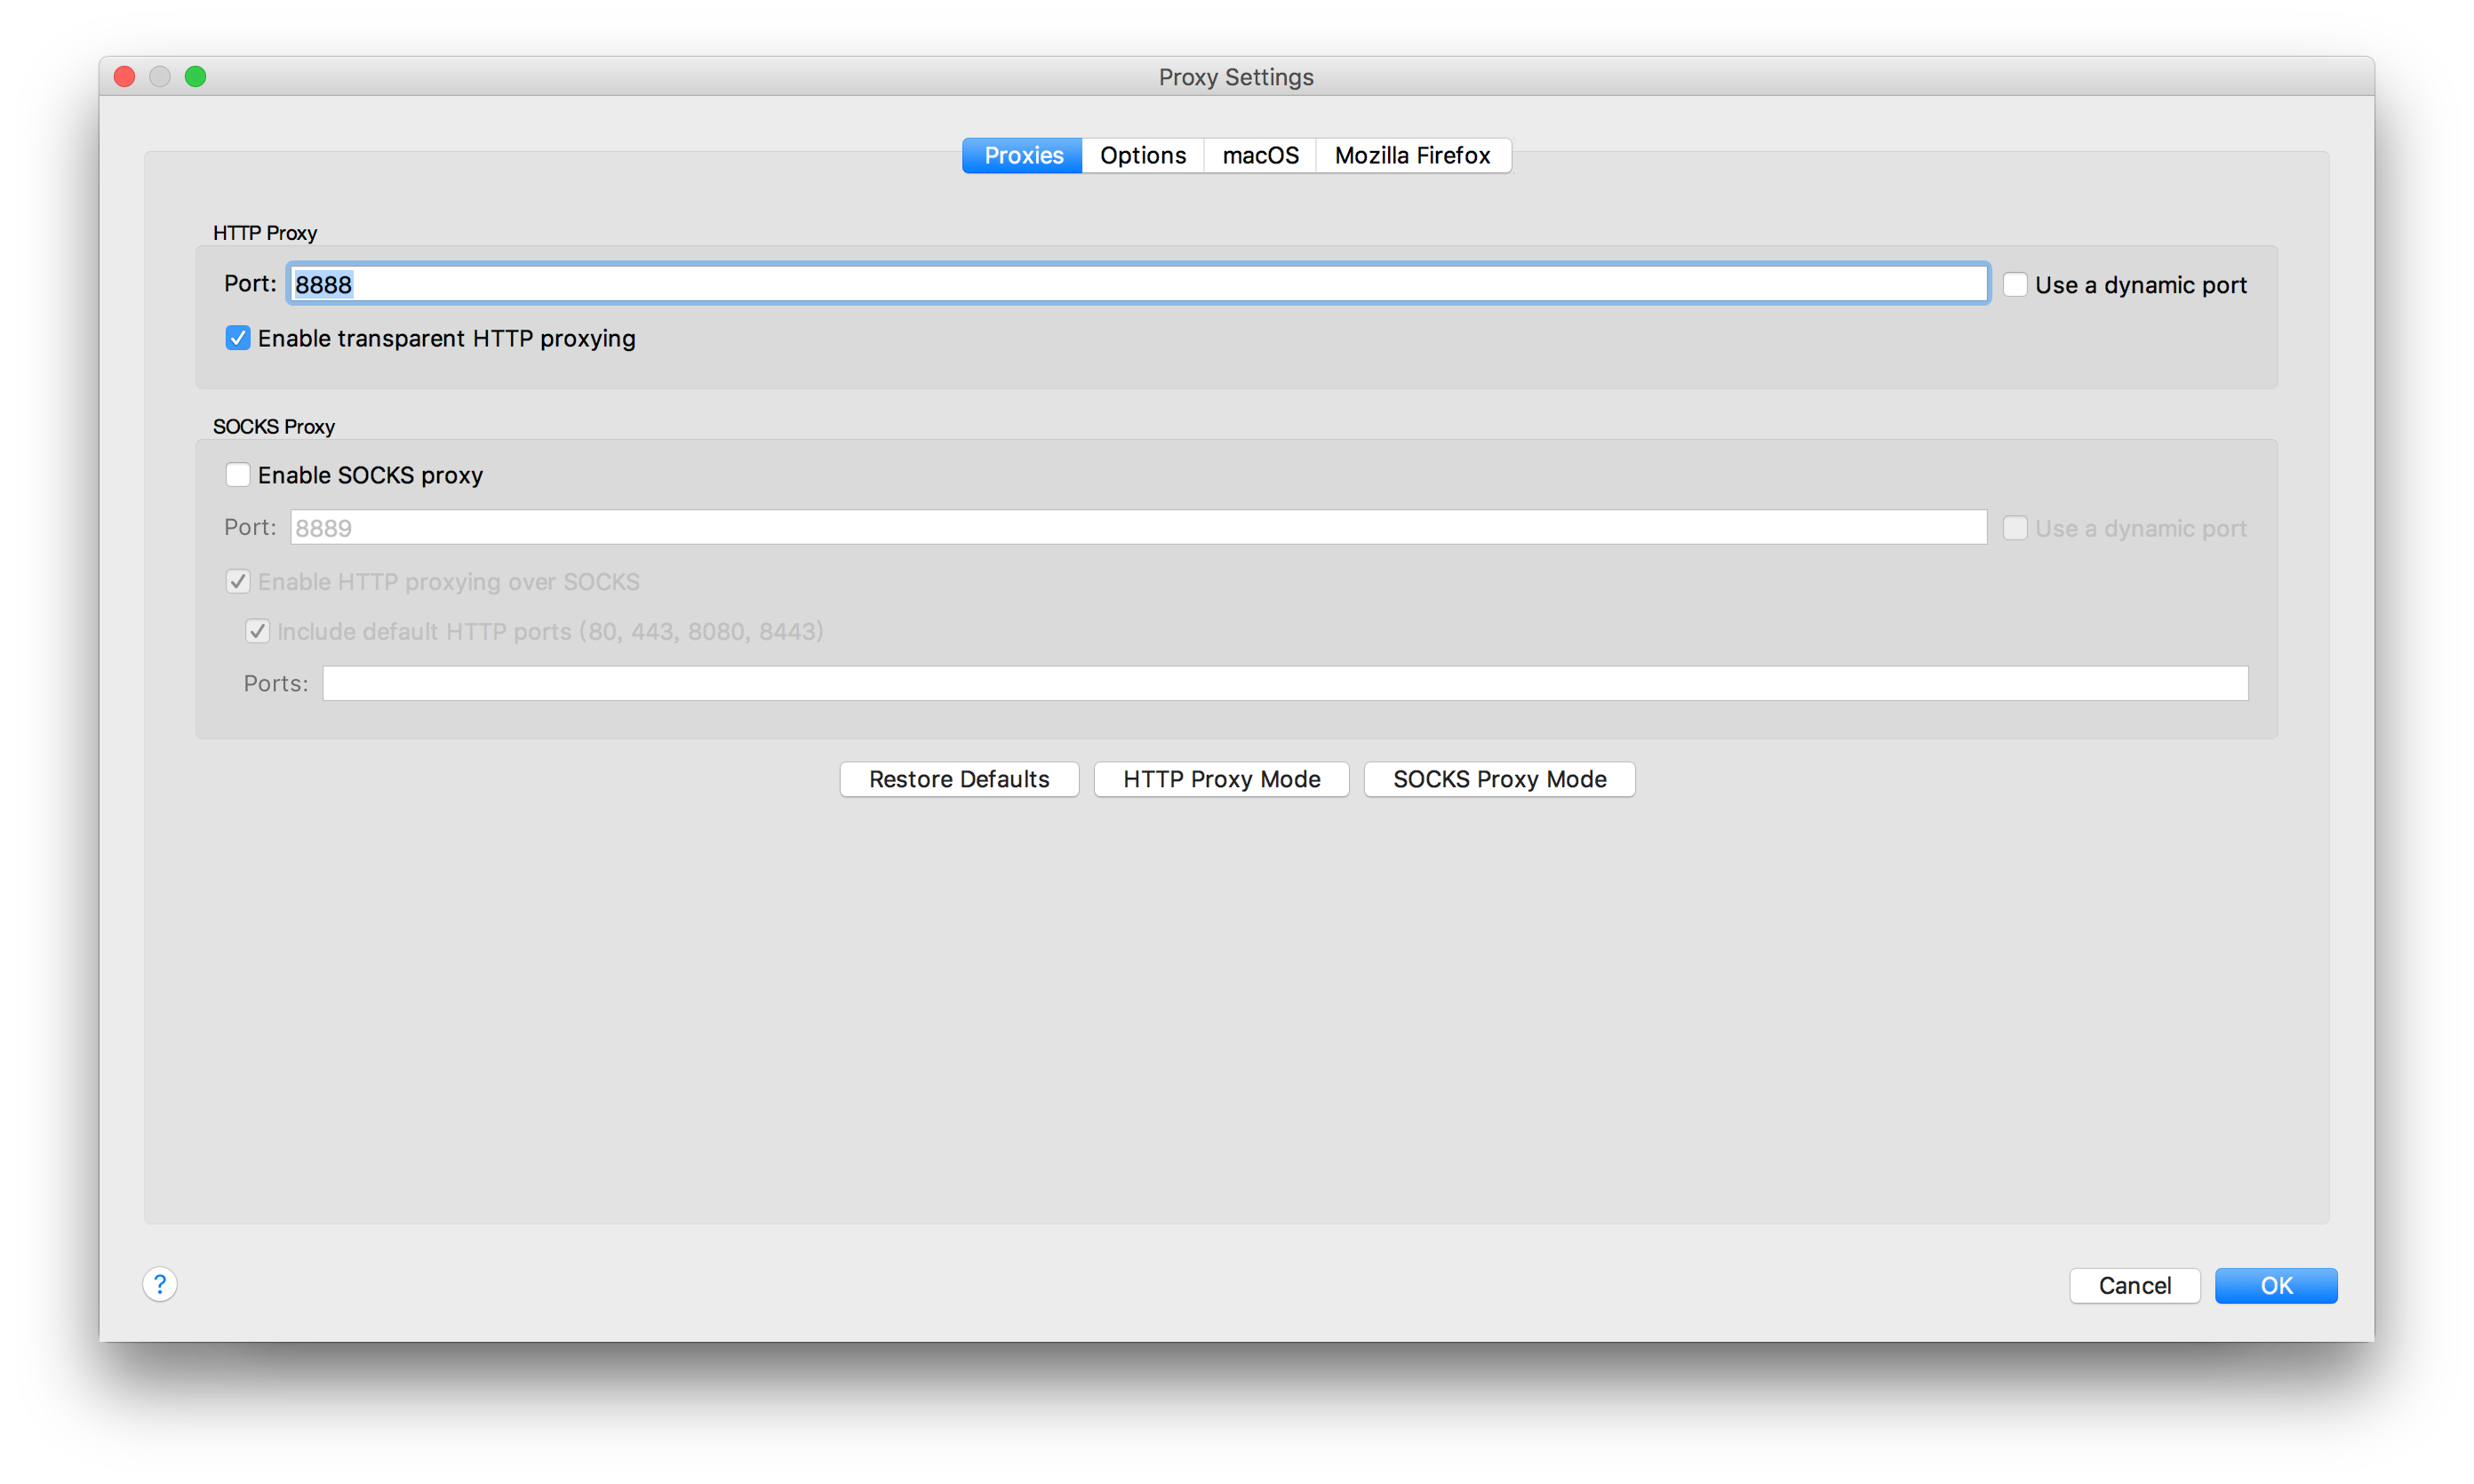 Proxy Settings
Proxies Options macOS Mozilla Firefox
HTTP Proxy
Port: 8888 Use a dynamic port
Enable transparent HTTP proxying
SOCKS Proxy
Enable SOCKS proxy
Port: 8889 Use a dynamic port
Enable HTTP proxying over SOCKS
Include default HTTP ports (80, 443, 8080, 8443)
Ports:
Restore Defaults HTTP Proxy Mode SOCKS Proxy Mode
? Cancel OK